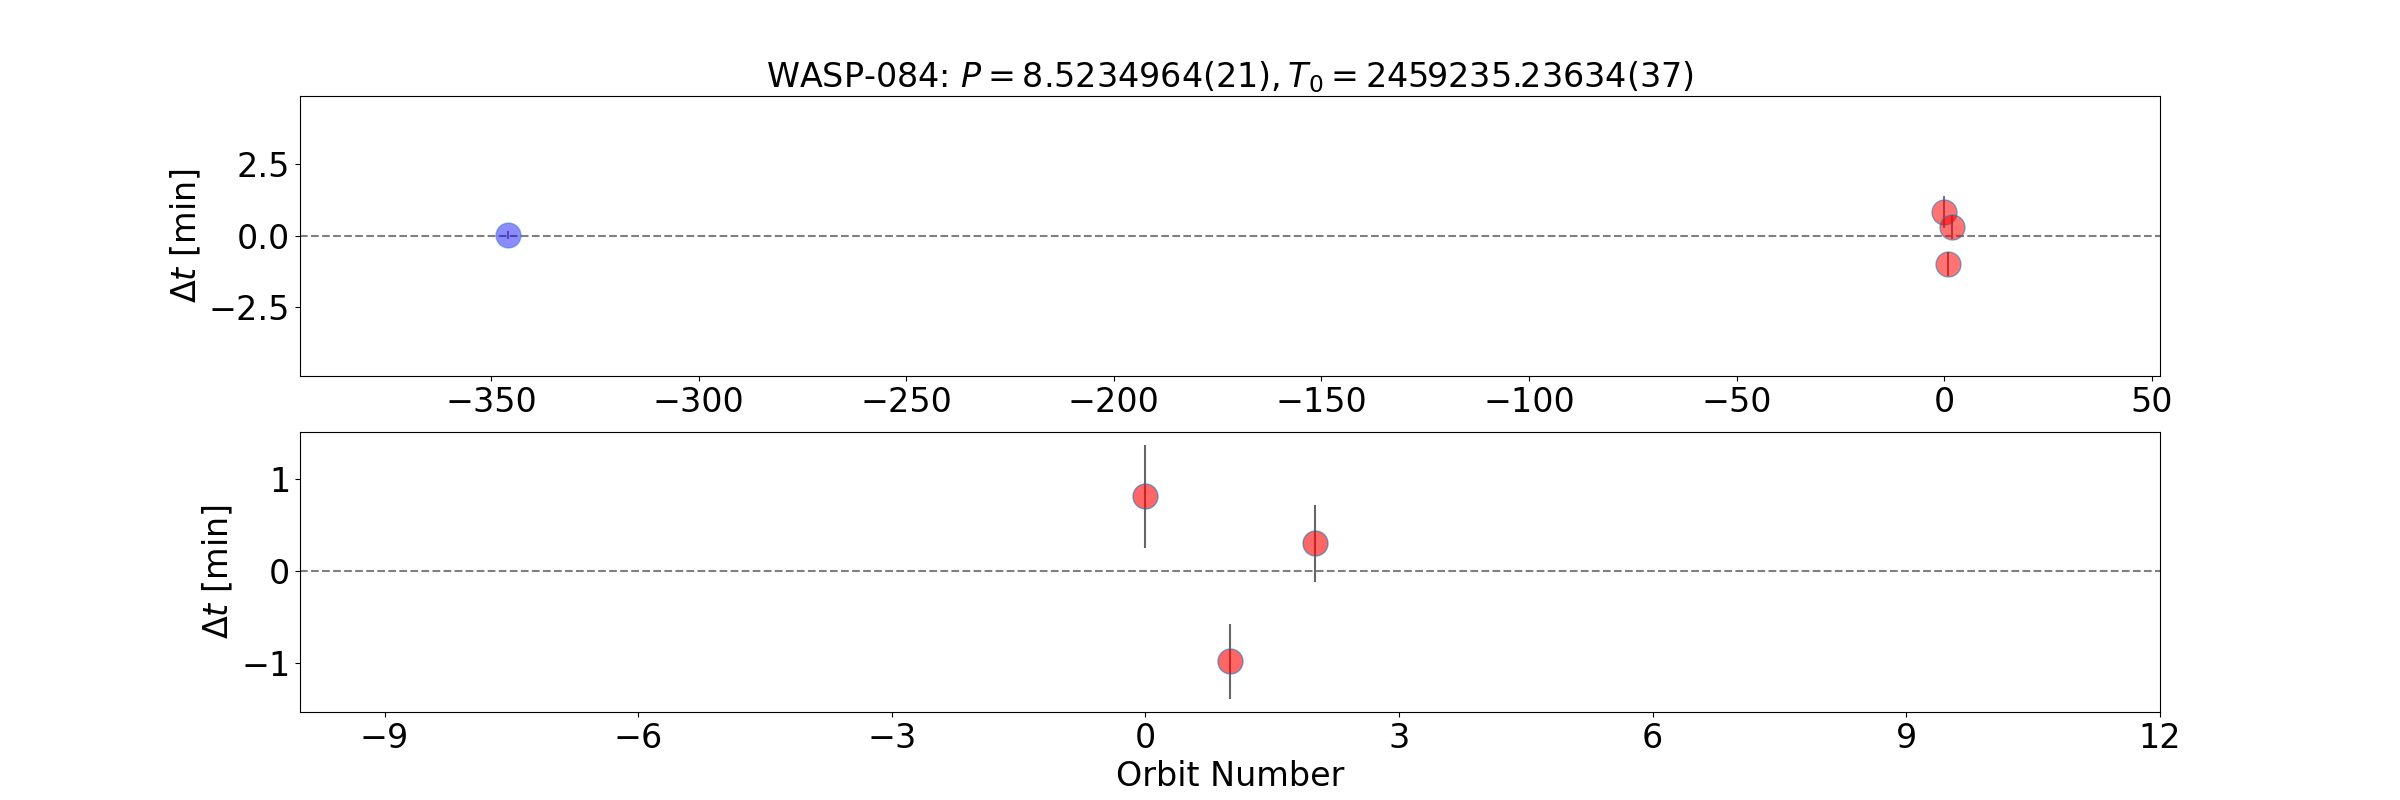 WASP-084: P = 8.5234964(21), T₀ = 2459235.23634(37)
Δt [min]
2.5
0.0
−2.5
−350 −300 −250 −200 −150 −100 −50 0 50
Δt [min]
1
0
−1
−9 −6 −3 0 3 6 9 12
Orbit Number